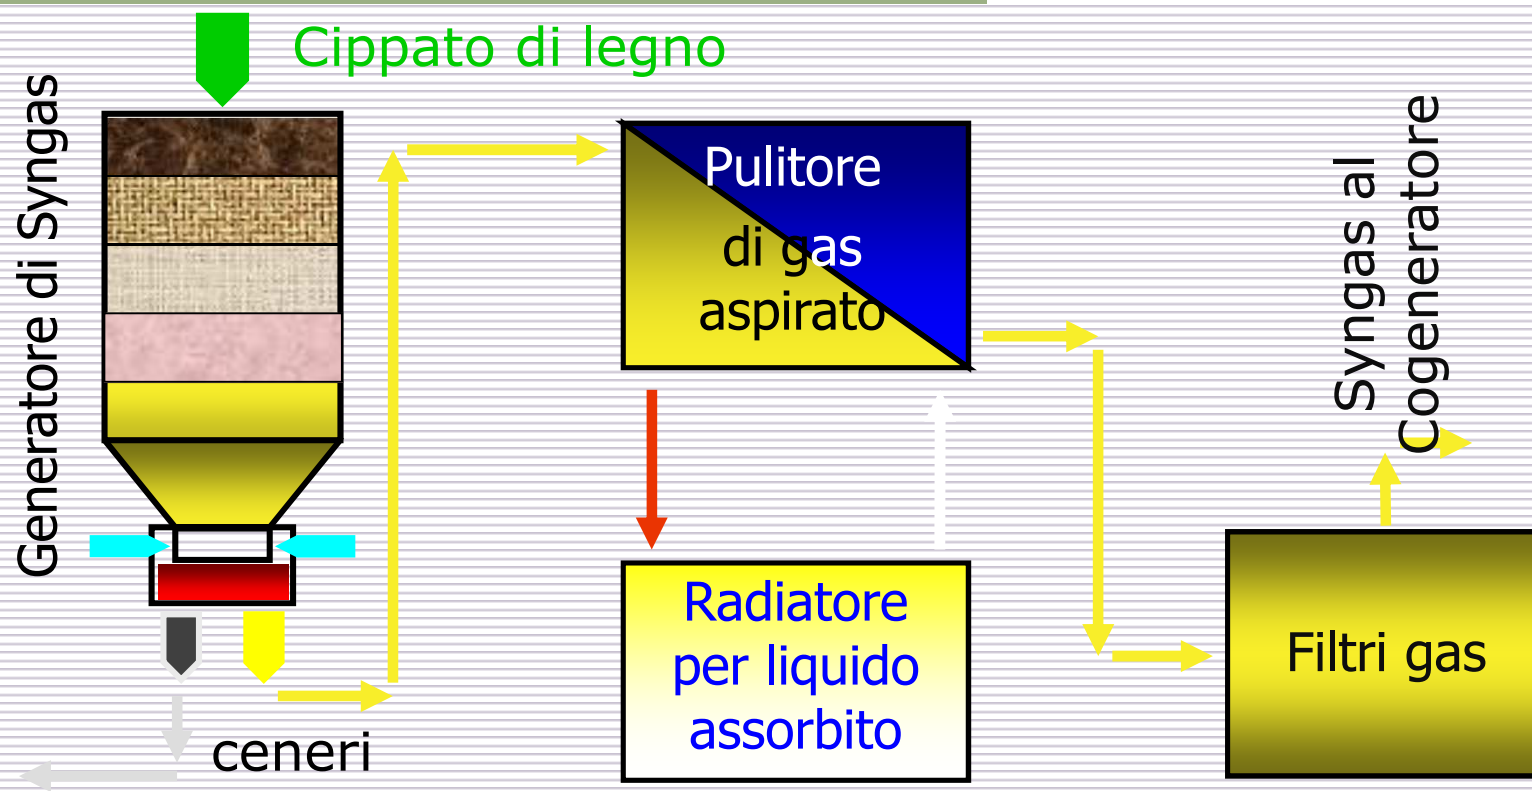 Cippato di legno
Generatore di Syngas
Pulitore
di gas
aspirato
Syngas al
Cogeneratore
Radiatore
per liquido
assorbito
Filtri gas
ceneri